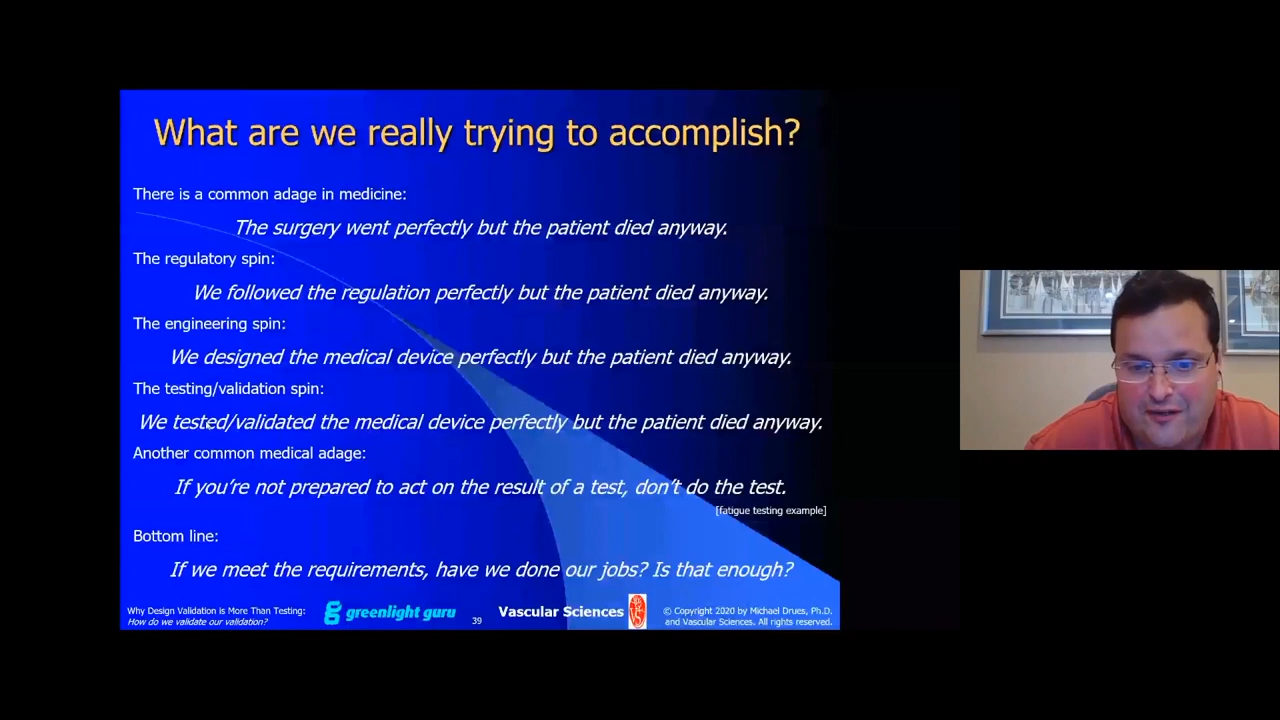 What are we really trying to accomplish?
There is a common adage in medicine:
The surgery went perfectly but the patient died anyway.
The regulatory spin:
We followed the regulation perfectly but the patient died anyway.
The engineering spin:
We designed the medical device perfectly but the patient died anyway.
The testing/validation spin:
We tested/validated the medical device perfectly but the patient died anyway.
Another common medical adage:
If you're not prepared to act on the result of a test, don't do the test.
[fatigue testing example]
Bottom line:
If we meet the requirements, have we done our jobs? Is that enough?
Why Design Validation is More Than Testing:
How do we validate our validation?
greenlight guru
39
Vascular Sciences
© Copyright 2020 by Michael Drues, Ph.D.
and Vascular Sciences. All rights reserved.